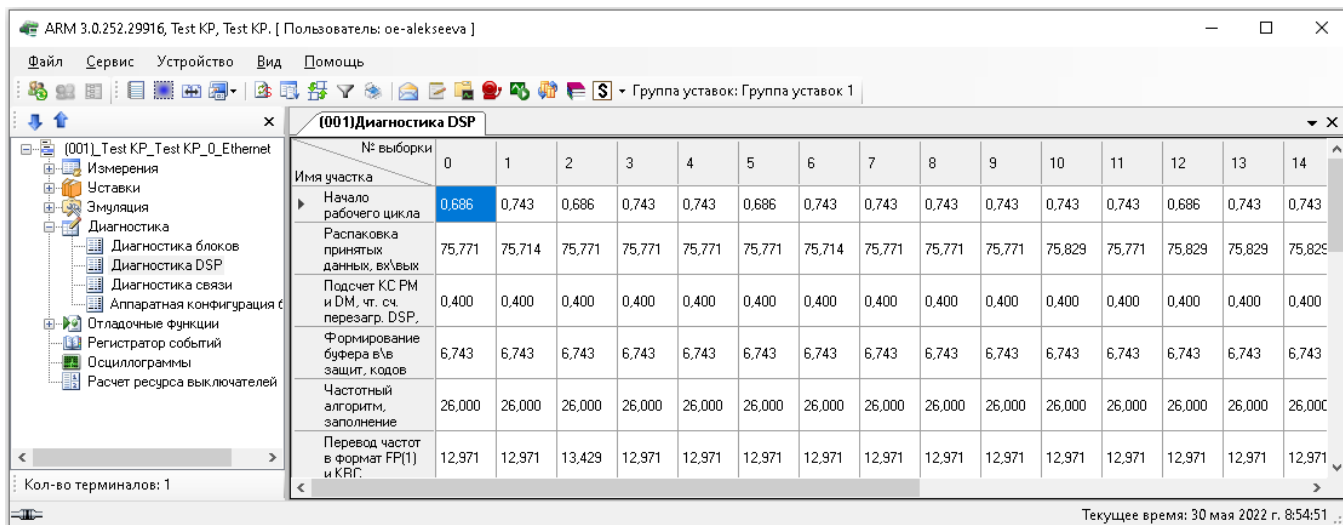 ARM 3.0.252.29916, Test KP, Test KP. [ Пользователь: oe-alekseeva ]
Файл Сервис Устройство Вид Помощь
S Группа уставок: Группа уставок 1
(001)Диагностика DSP
(001)_Test KP_Test KP_0_Ethernet
Измерения
Уставки
Эмуляция
Диагностика
Диагностика блоков
Диагностика DSP
Диагностика связи
Аппаратная конфигурация б
Отладочные функции
Регистратор событий
Осциллограммы
Расчет ресурса выключателей
Кол-во терминалов: 1
№ выборки
Имя участка
0 1 2 3 4 5 6 7 8 9 10 11 12 13 14
Начало
рабочего цикла
0,686 0,743 0,686 0,743 0,743 0,686 0,743 0,743 0,743 0,743 0,743 0,743 0,686 0,743 0,743
Распаковка
принятых
данных, вх\вых
75,771 75,714 75,771 75,771 75,771 75,771 75,714 75,771 75,771 75,771 75,829 75,771 75,829 75,829 75,829
Подсчет КС РМ
и DM, чт. сч.
перезагр. DSP,
0,400 0,400 0,400 0,400 0,400 0,400 0,400 0,400 0,400 0,400 0,400 0,400 0,400 0,400 0,400
Формирование
буфера в\в
защит, кодов
6,743 6,743 6,743 6,743 6,743 6,743 6,743 6,743 6,743 6,743 6,743 6,743 6,743 6,743 6,743
Частотный
алгоритм,
заполнение
26,000 26,000 26,000 26,000 26,000 26,000 26,000 26,000 26,000 26,000 26,000 26,000 26,000 26,000 26,000
Перевод частот
в формат FP(1)
и КВС
12,971 12,971 13,429 12,971 12,971 12,971 12,971 12,971 12,971 12,971 12,971 12,971 12,971 12,971 12,971
Текущее время: 30 мая 2022 г. 8:54:51